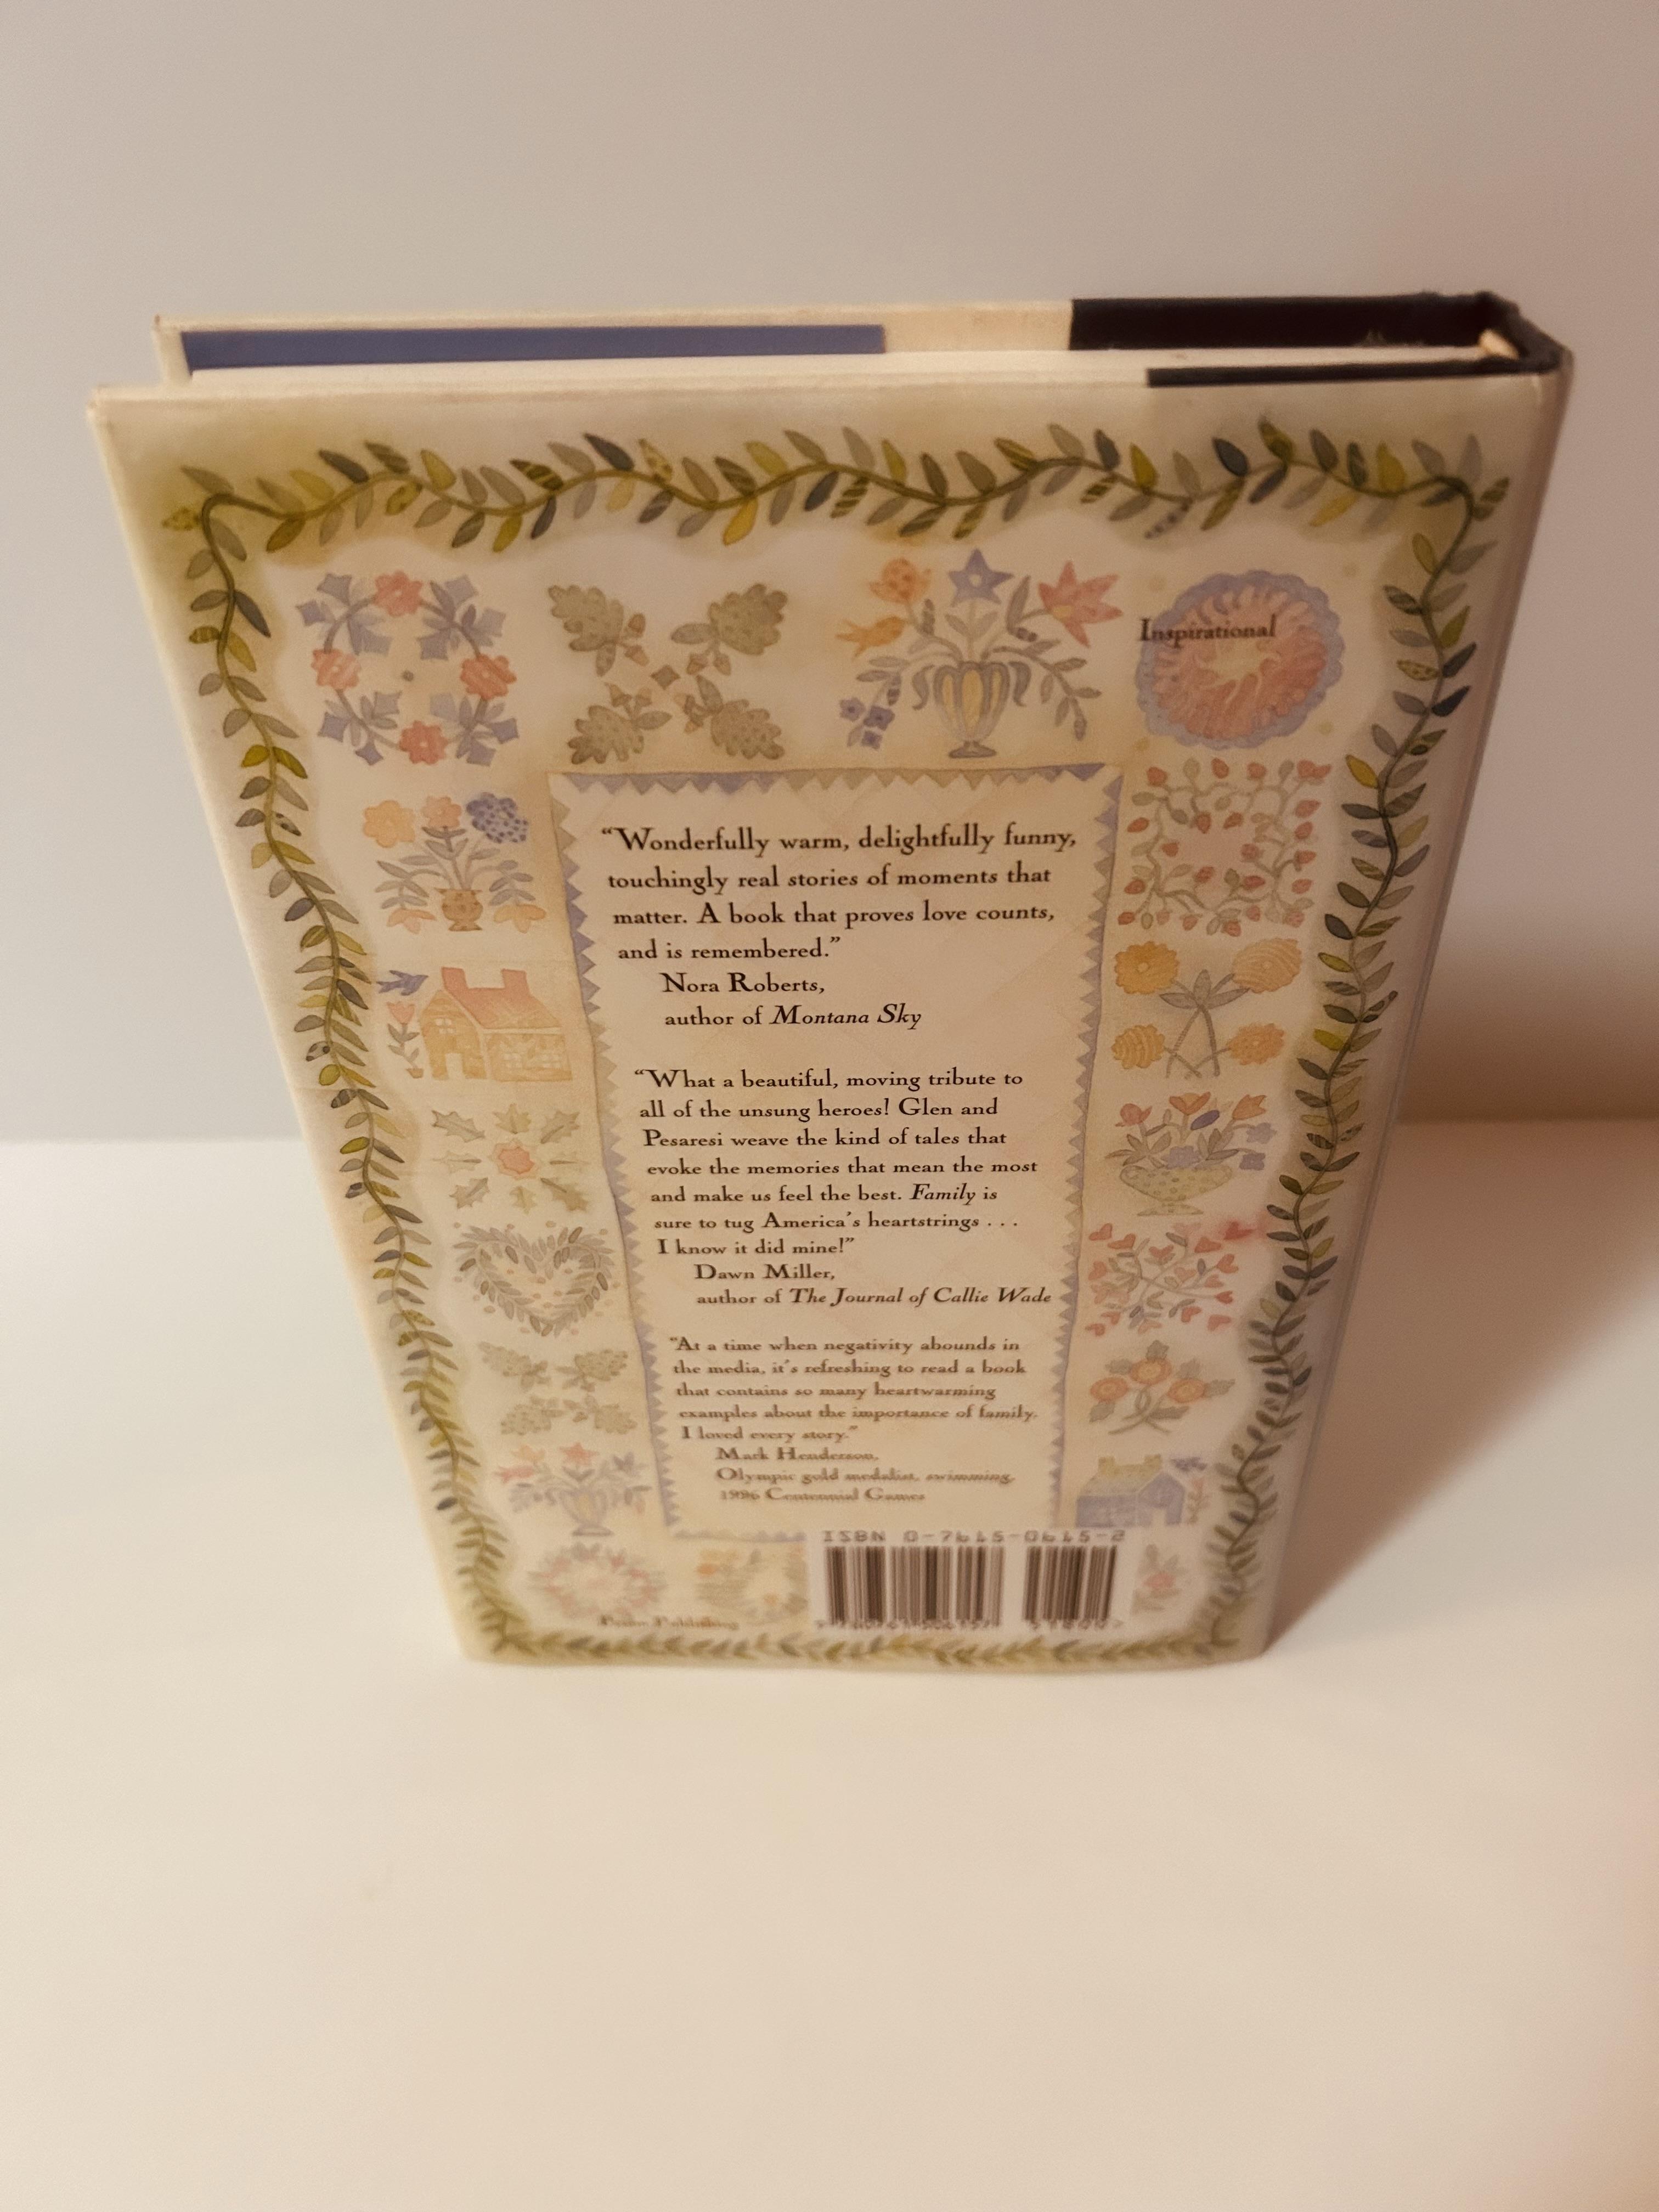 Inspirational
“Wonderfully warm, delightfully funny,
touchingly real stories of moments that
matter. A book that proves love counts,
and is remembered.”
Nora Roberts,
author of Montana Sky
“What a beautiful, moving tribute to
all of the unsung heroes! Glen and
Pesaresi weave the kind of tales that
evoke the memories that mean the most
and make us feel the best. Family is
sure to tug America’s heartstrings . . .
I know it did mine!”
Dawn Miller,
author of The Journal of Callie Wade
“At a time when negativity abounds in
the media, it’s refreshing to read a book
that contains so many heartwarming
examples about the importance of family.
I loved every story.”
Mark Henderson,
Olympic gold medalist, swimming,
1996 Centennial Games
ISBN 0-7615-0615-2
Publishing